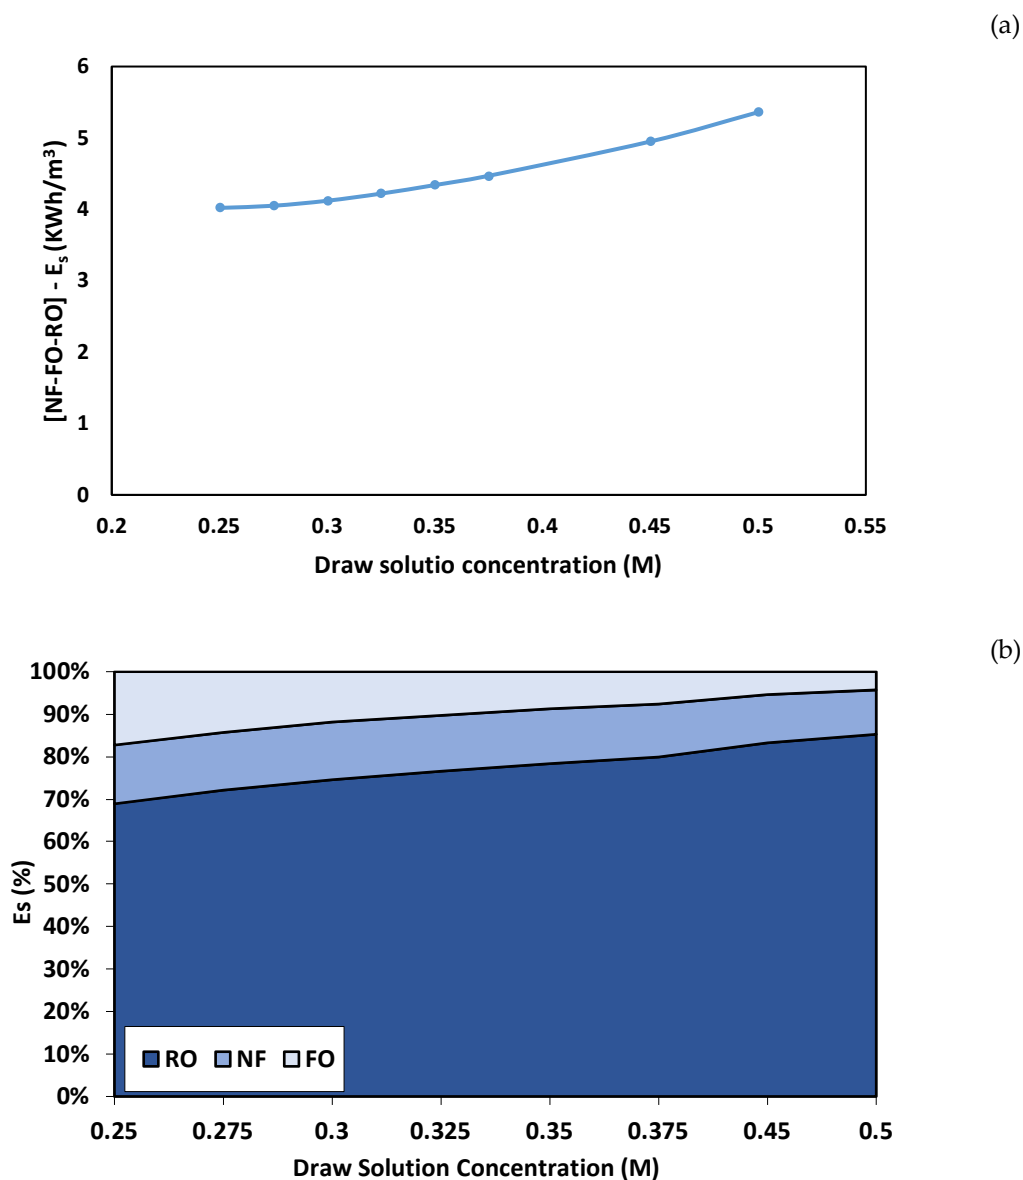 (a)
6
5
4
3
2
1
0
[NF-FO-RO] - Es (KWh/m³)
0.2 0.25 0.3 0.35 0.4 0.45 0.5 0.55
Draw solutio concentration (M)
(b)
100%
90%
80%
70%
60%
50%
40%
30%
20%
10%
0%
Es (%)
RO NF FO
0.25 0.275 0.3 0.325 0.35 0.375 0.45 0.5
Draw Solution Concentration (M)